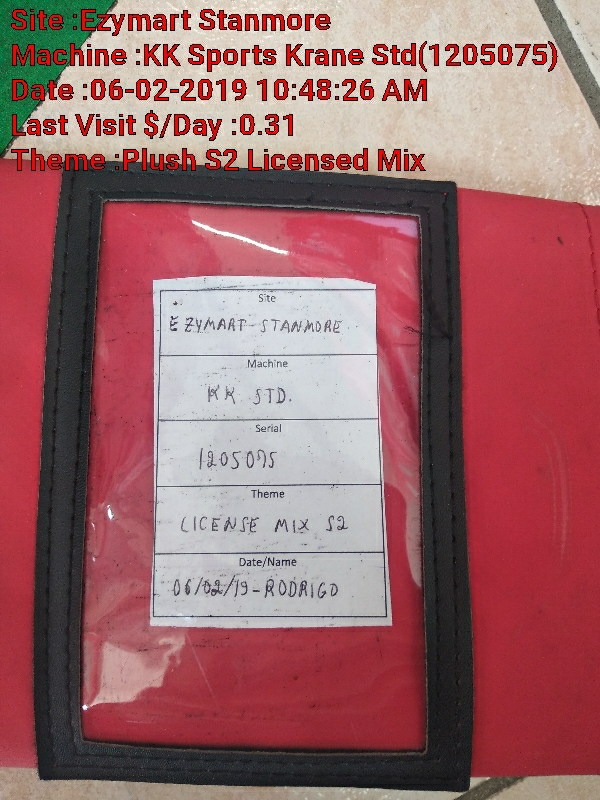 Site :Ezymart Stanmore
Machine :KK Sports Krane Std(1205075)
Date :06-02-2019 10:48:26 AM
Last Visit $/Day :0.31
Theme :Plush S2 Licensed Mix
Site
EZYMART STANMORE
Machine
KK STD.
Serial
1205075
Theme
LICENSE MIX S2
Date/Name
06/02/19-RODRIGO